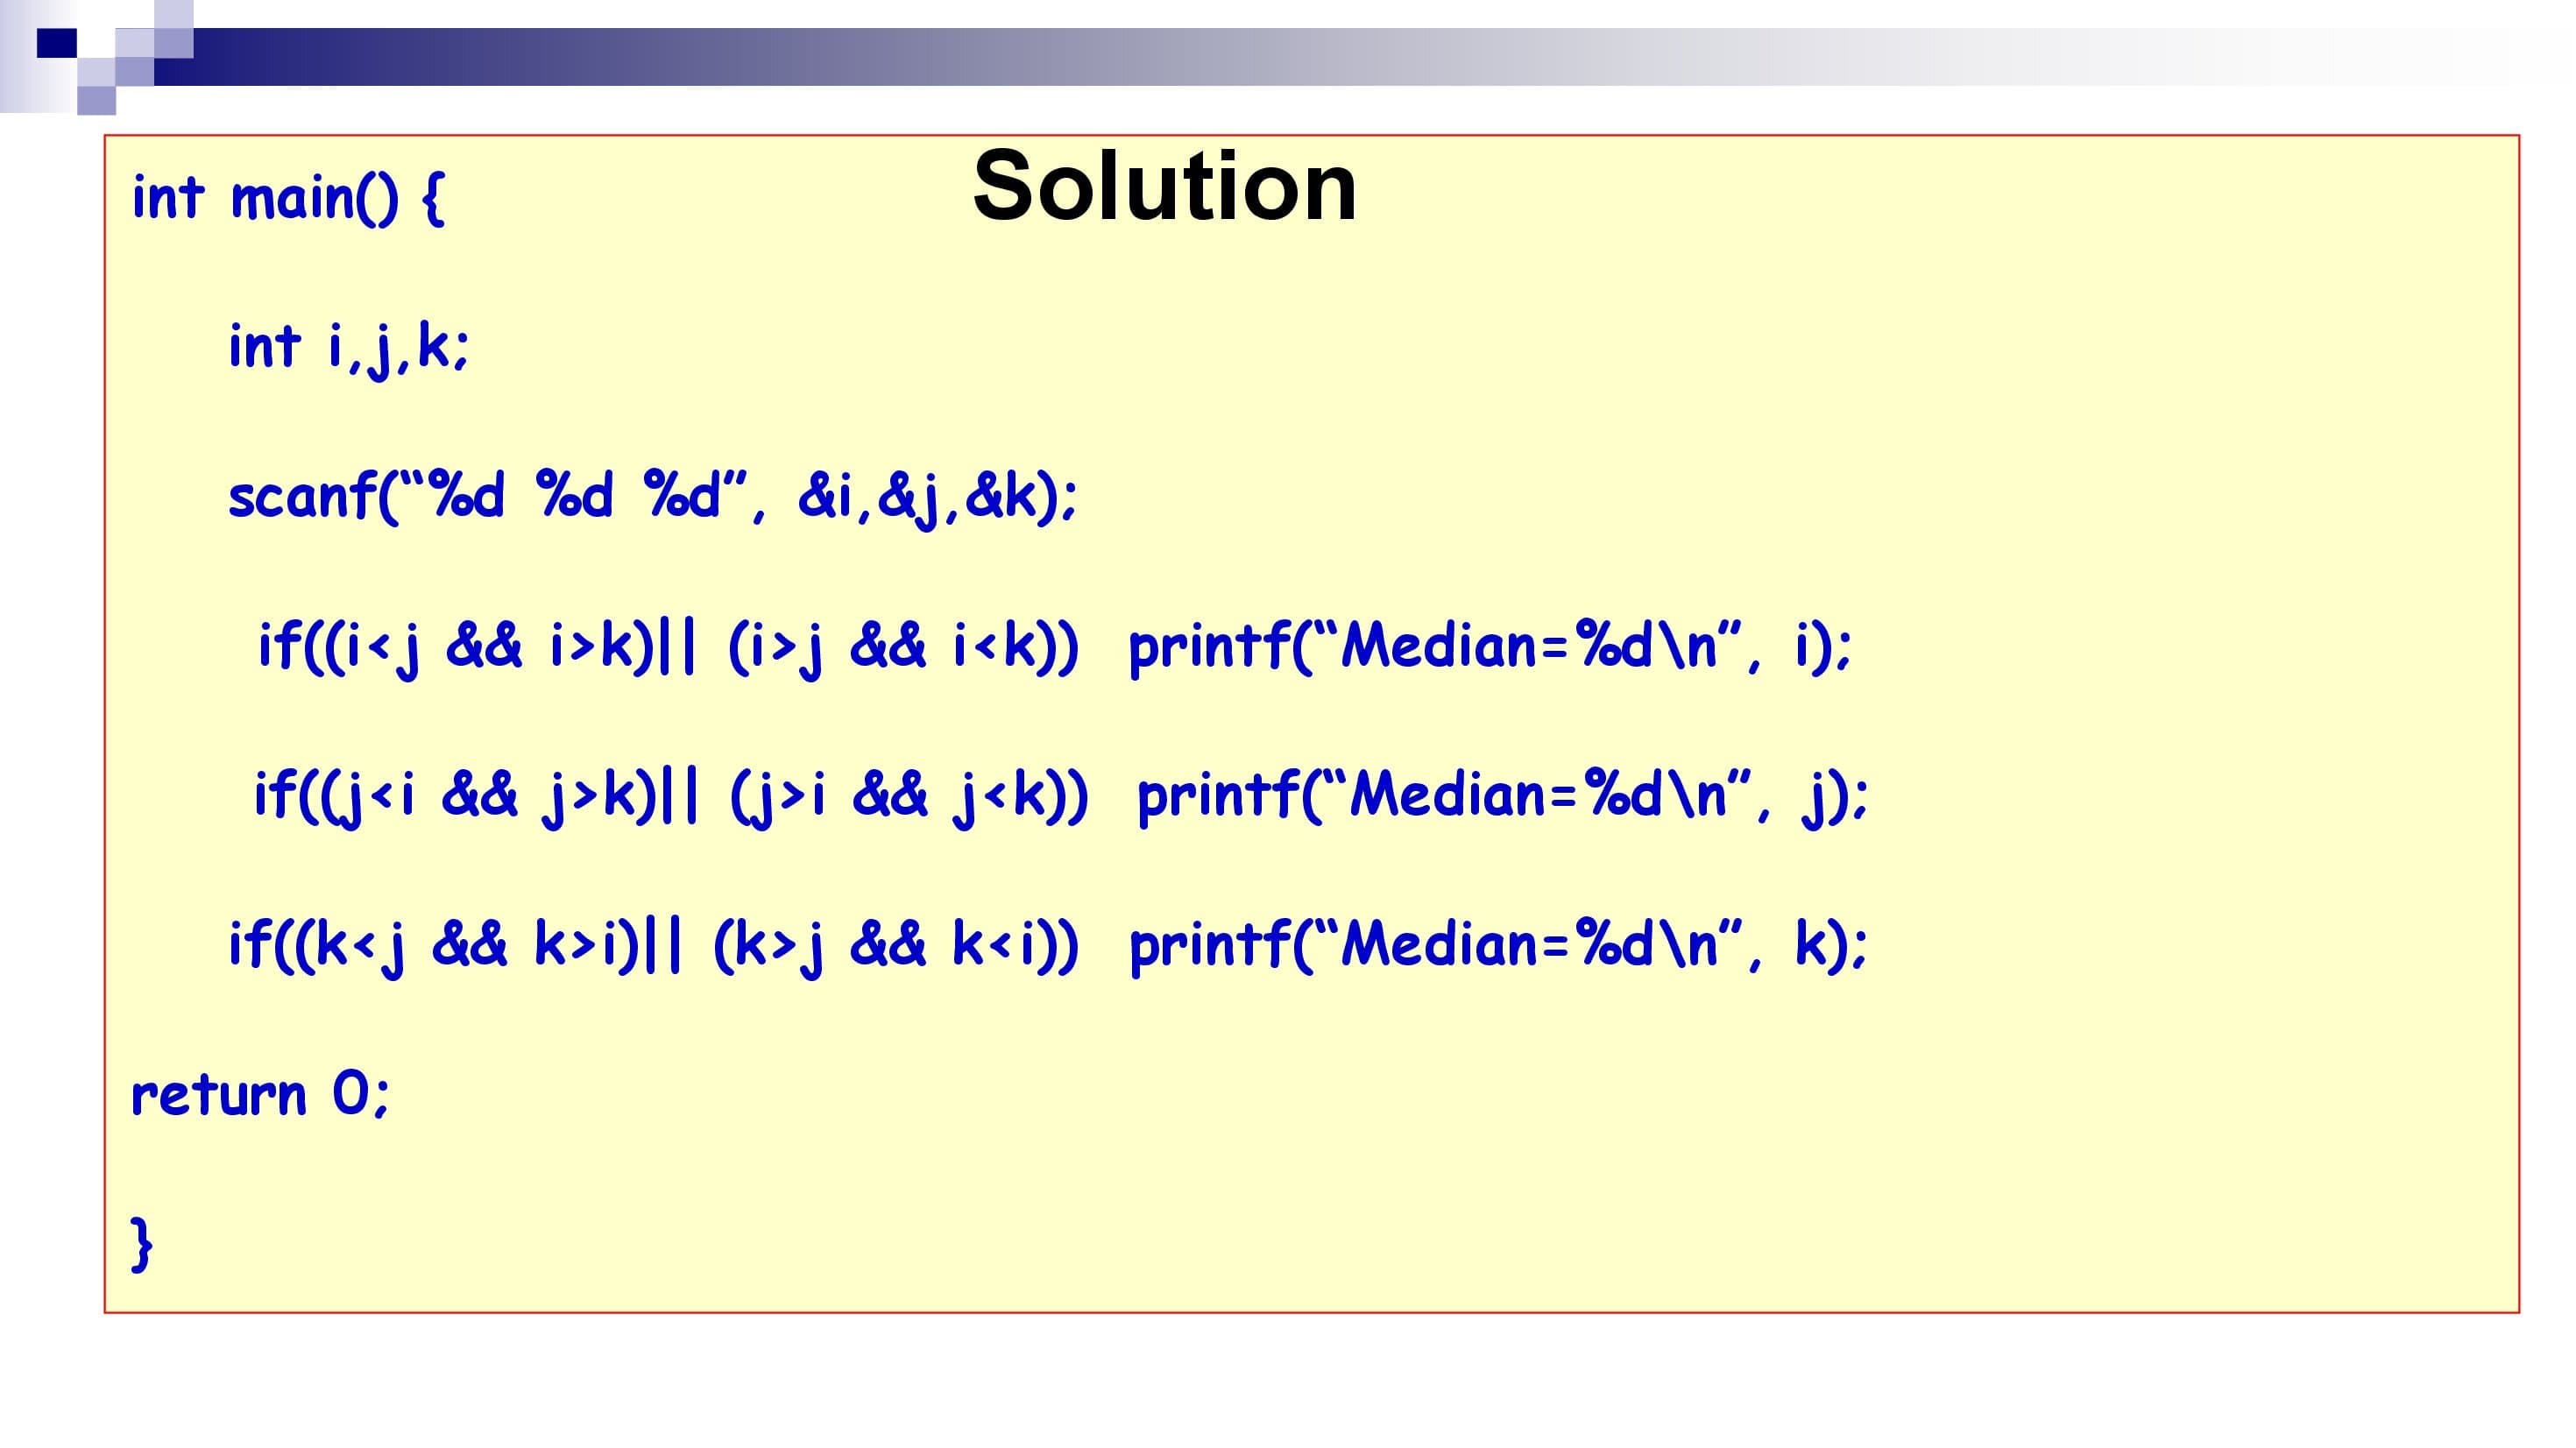 Solution
int main() {
int i,j,k;
scanf(“%d %d %d”, &i,&j,&k);
if((i<j && i>k)|| (i>j && i<k)) printf(“Median=%d\n”, i);
if((j<i && j>k)|| (j>i && j<k)) printf(“Median=%d\n”, j);
if((k<j && k>i)|| (k>j && k<i)) printf(“Median=%d\n”, k);
return 0;
}